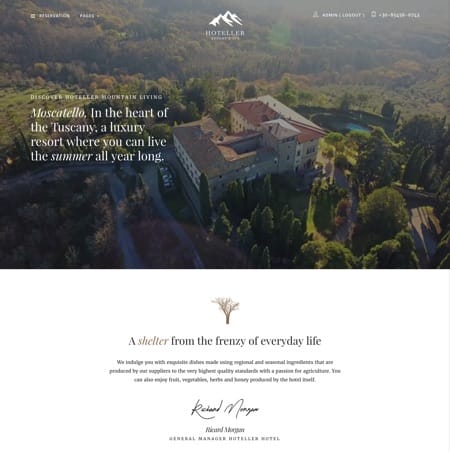 RESERVATION PAGES
HOTELLER
RESORT & SPA
ADMIN ( LOGOUT ) +30-85456-6753
DISCOVER HOTELLER MOUNTAIN LIVING
Moscatello, In the heart of
the Tuscany, a luxury
resort where you can live
the summer all year long.
A shelter from the frenzy of everyday life
We indulge you with exquisite dishes made using regional and seasonal ingredients that are
produced by our suppliers to the very highest quality standards with a passion for agriculture. You
can also enjoy fruit, vegetables, herbs and honey produced by the hotel itself.
Richard Morgan
Ricard Morgan
GENERAL MANAGER HOTELLER HOTEL